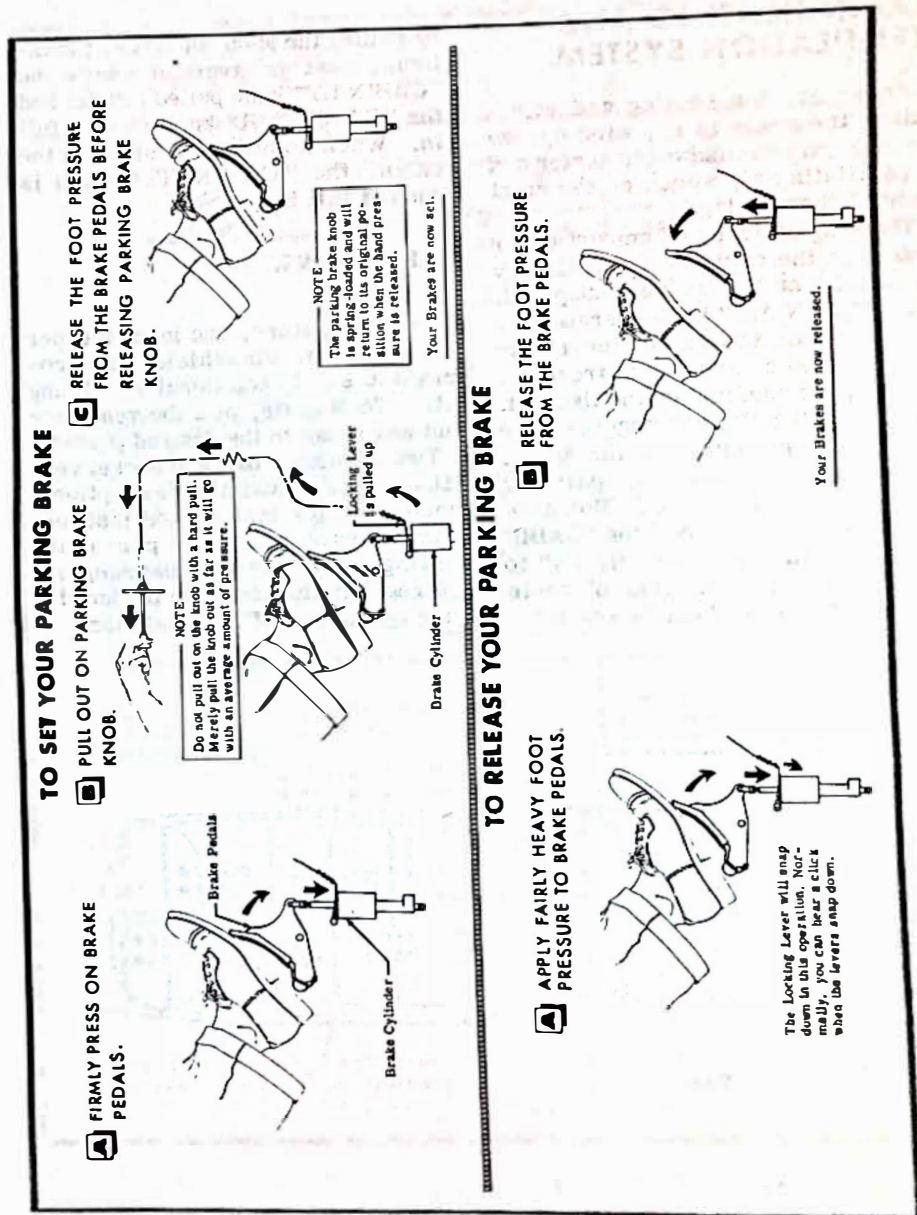 TO SET YOUR PARKING BRAKE
A FIRMLY PRESS ON BRAKE
PEDALS.
Brake Pedals
Brake Cylinder
B PULL OUT ON PARKING BRAKE
KNOB.
NOTE
Do not pull out on the knob with a hard pull.
Merely pull the knob out as far as it will go
with an average amount of pressure.
Locking Lever
is pulled up
Brake Cylinder
C RELEASE THE FOOT PRESSURE
FROM THE BRAKE PEDALS BEFORE
RELEASING PARKING BRAKE
KNOB.
NOTE
The parking brake knob
is spring-loaded and will
return to its original po-
sition when the hand pres-
sure is released.
Your Brakes are now set.
TO RELEASE YOUR PARKING BRAKE
A APPLY FAIRLY HEAVY FOOT
PRESSURE TO BRAKE PEDALS.
The Locking Lever will snap
down in this operation. Nor-
mally, you can hear a click
when the levers snap down.
B RELEASE THE FOOT PRESSURE
FROM THE BRAKE PEDALS.
Your Brakes are now released.